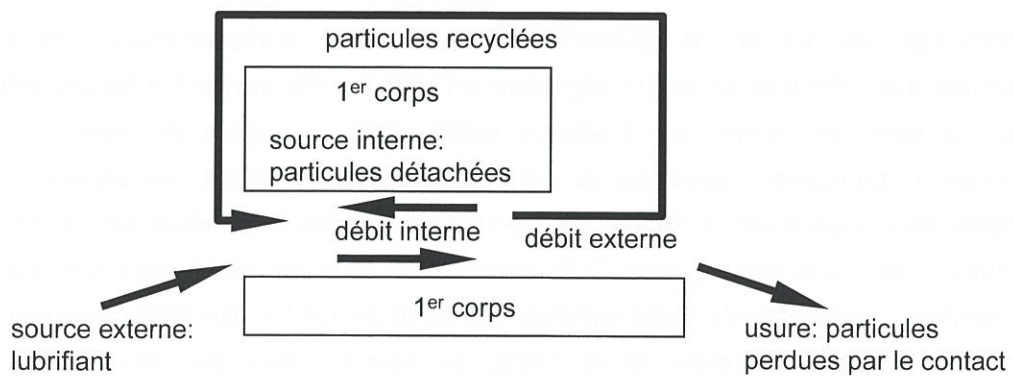 particules recyclées
1er corps
source interne:
particules détachées
débit interne
débit externe
1er corps
source externe:
lubrifiant
usure: particules
perdues par le contact